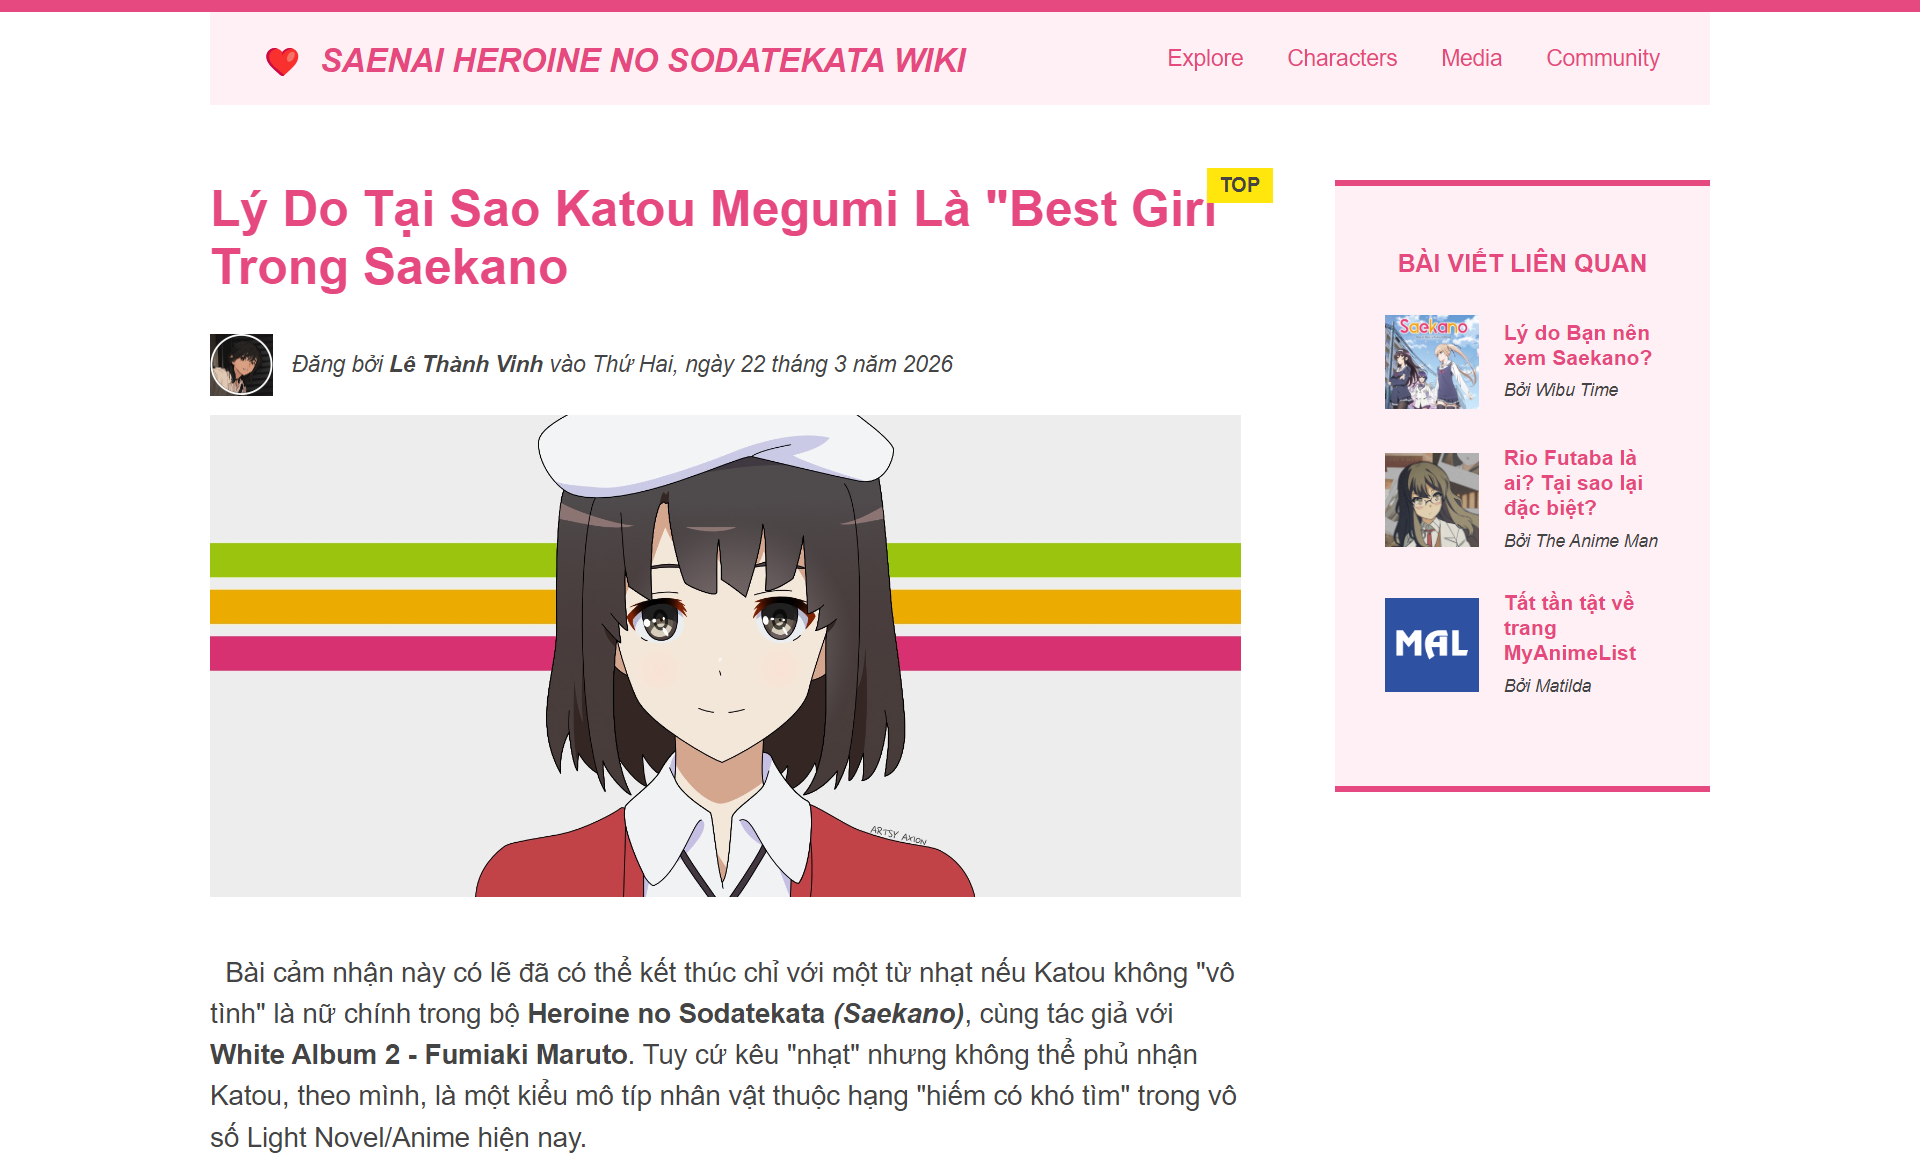 SAENAI HEROINE NO SODATEKATA WIKI
Explore
Characters
Media
Community
Lý Do Tại Sao Katou Megumi Là "Best Girl
TOP
Trong Saekano
Đăng bởi Lê Thành Vinh vào Thứ Hai, ngày 22 tháng 3 năm 2026
ARTSY AXION
Bài cảm nhận này có lẽ đã có thể kết thúc chỉ với một từ nhạt nếu Katou không "vô
tình" là nữ chính trong bộ Heroine no Sodatekata (Saekano), cùng tác giả với
White Album 2 - Fumiaki Maruto. Tuy cứ kêu "nhạt" nhưng không thể phủ nhận
Katou, theo mình, là một kiểu mô típ nhân vật thuộc hạng "hiếm có khó tìm" trong vô
số Light Novel/Anime hiện nay.
BÀI VIẾT LIÊN QUAN
Saekano
Lý do Bạn nên
xem Saekano?
Bởi Wibu Time
Rio Futaba là
ai? Tại sao lại
đặc biệt?
Bởi The Anime Man
MAL
Tất tần tật về
trang
MyAnimeList
Bởi Matilda